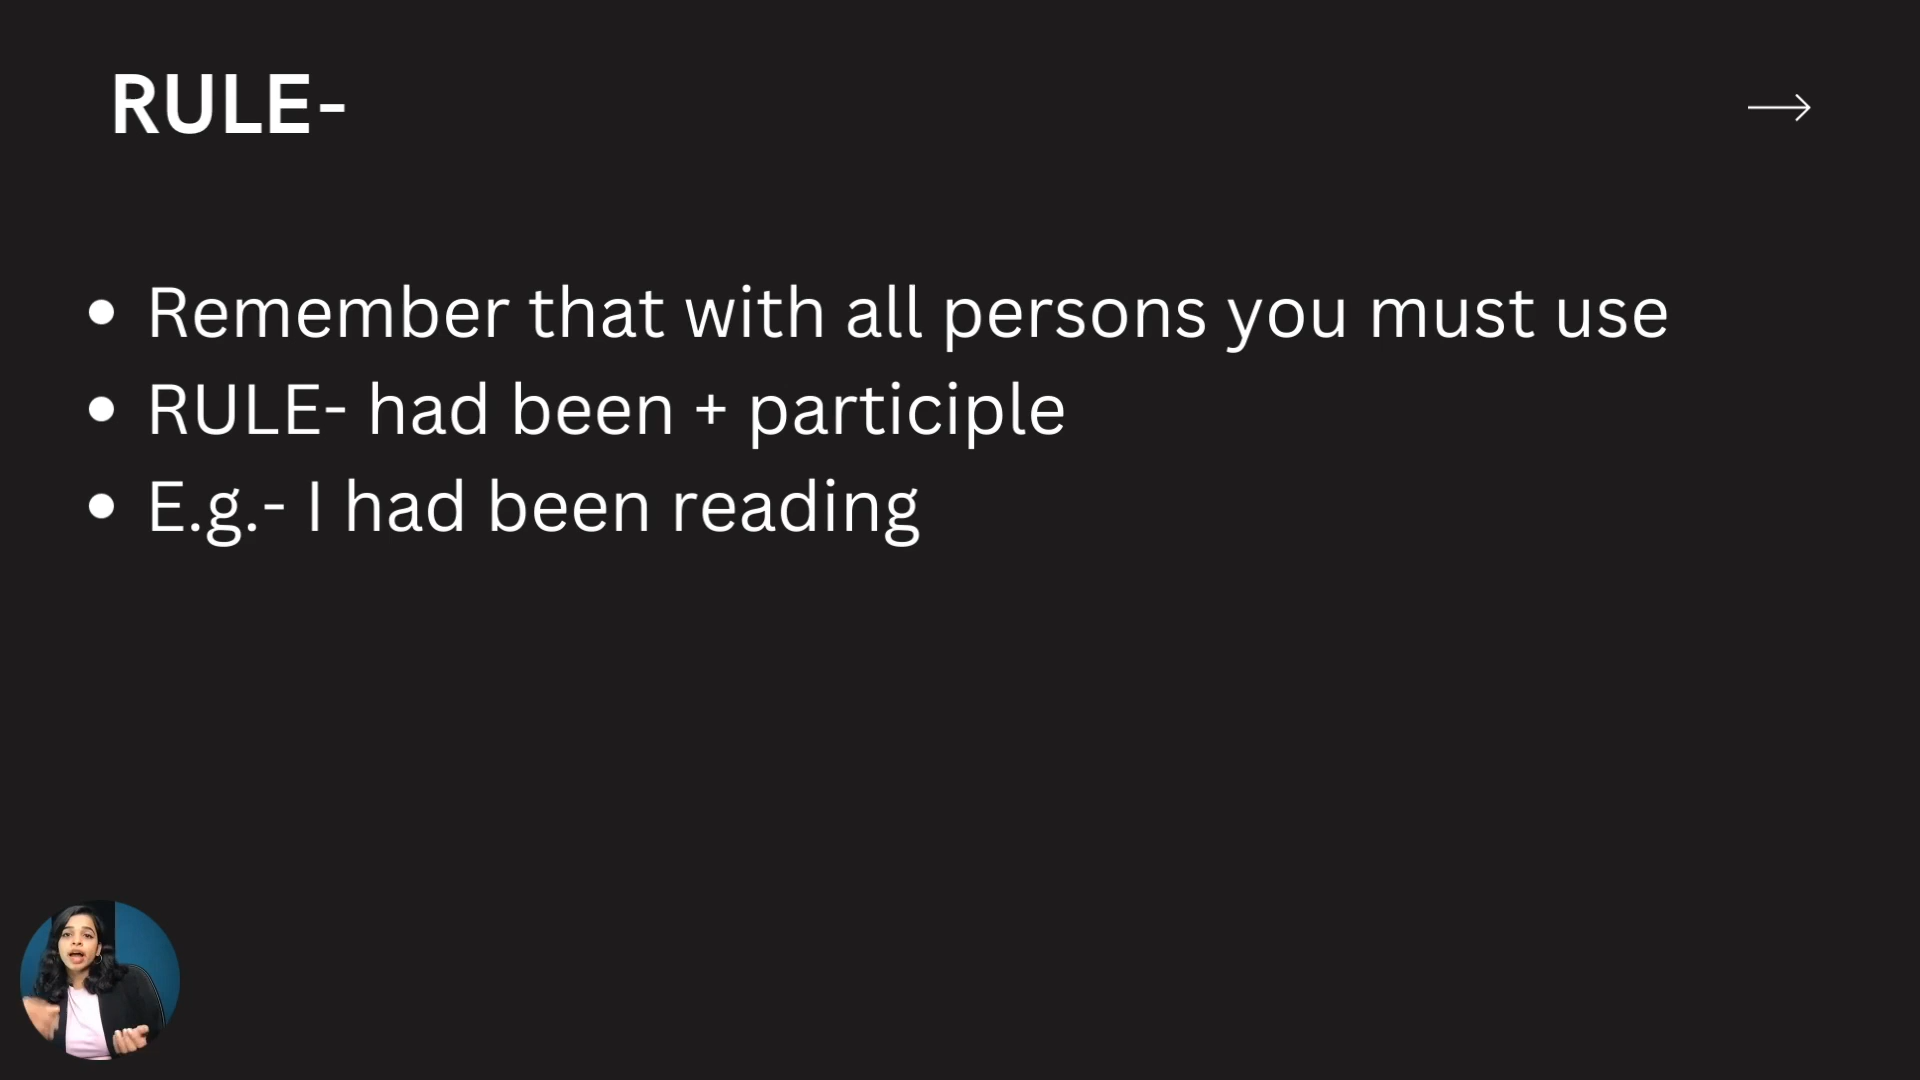 RULE-
• Remember that with all persons you must use
• RULE- had been + participle
• E.g.- I had been reading